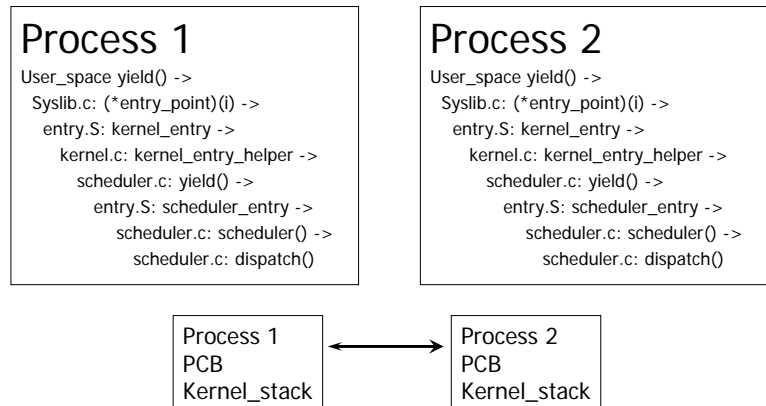 Process 1
User_space yield() ->
Syslib.c: (*entry_point)(i) ->
entry.S: kernel_entry ->
kernel.c: kernel_entry_helper ->
scheduler.c: yield() ->
entry.S: scheduler_entry ->
scheduler.c: scheduler() ->
scheduler.c: dispatch()
Process 2
User_space yield() ->
Syslib.c: (*entry_point)(i) ->
entry.S: kernel_entry ->
kernel.c: kernel_entry_helper ->
scheduler.c: yield() ->
entry.S: scheduler_entry ->
scheduler.c: scheduler() ->
scheduler.c: dispatch()
Process 1
PCB
Kernel_stack
Process 2
PCB
Kernel_stack